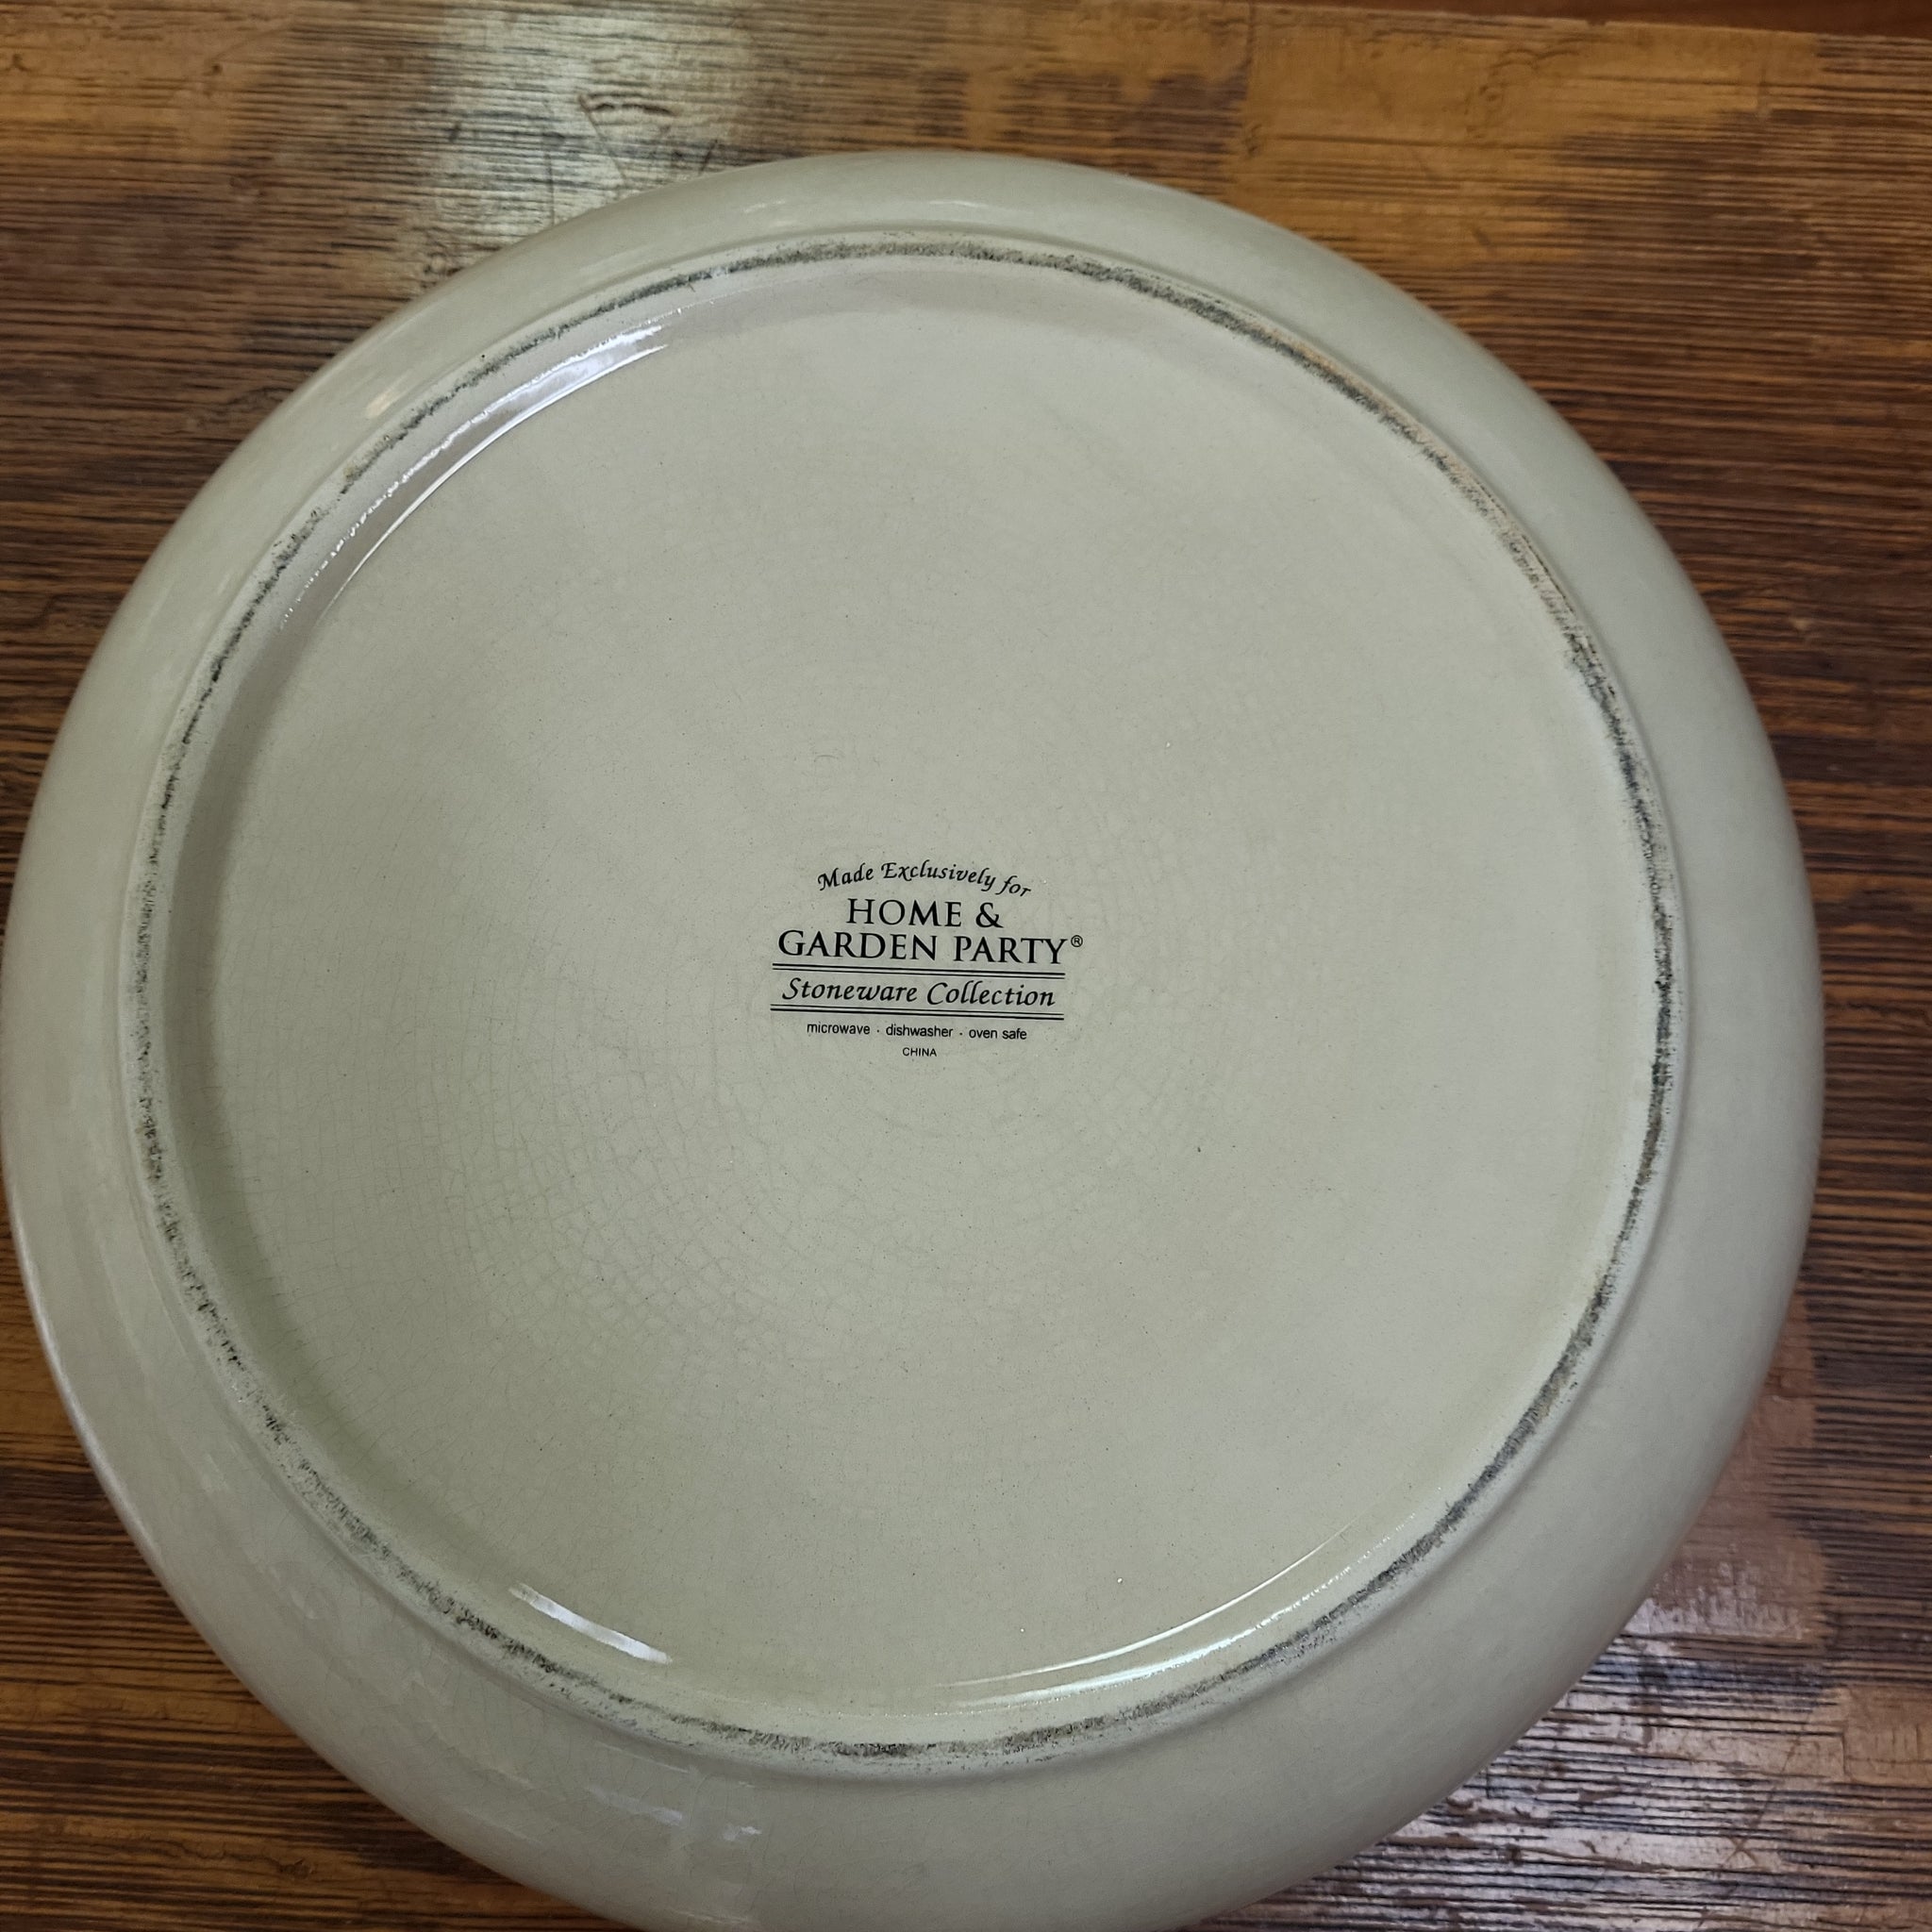 Made Exclusively for
HOME &
GARDEN PARTY®
Stoneware Collection
microwave · dishwasher · oven safe
CHINA